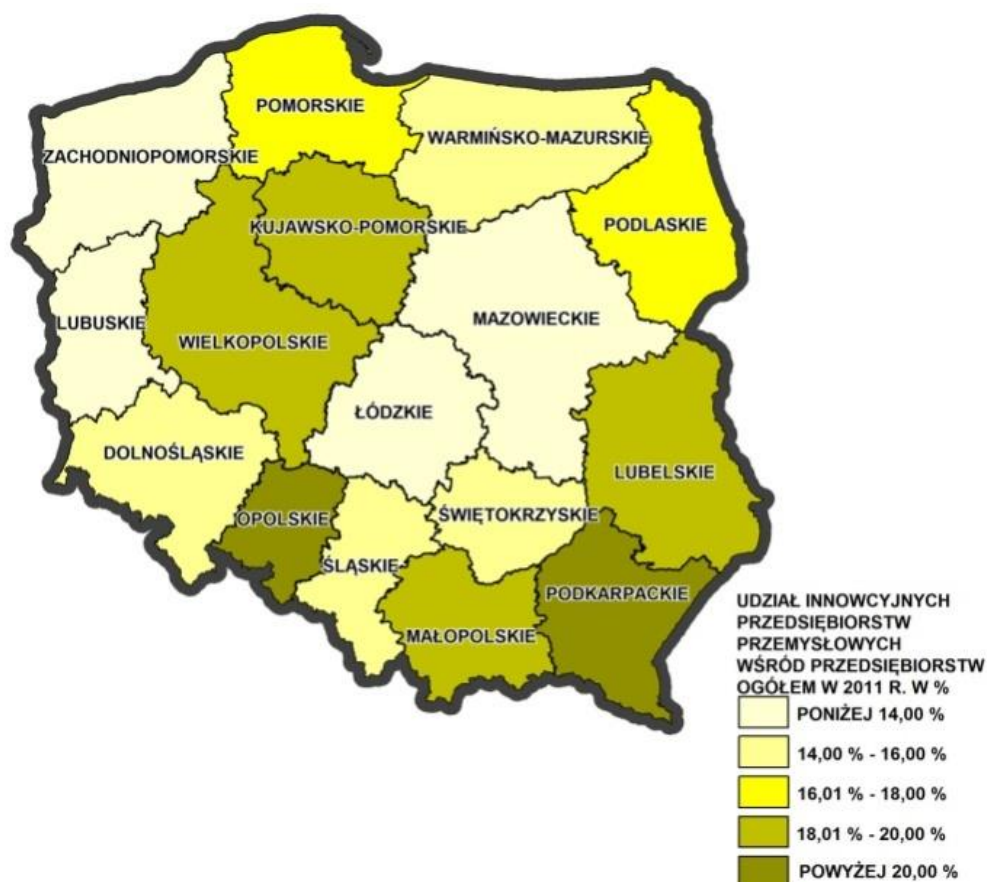 POMORSKIE
WARMIŃSKO-MAZURSKIE
ZACHODNIOPOMORSKIE
KUJAWSKO-POMORSKIE
PODLASKIE
LUBUSKIE
MAZOWIECKIE
WIELKOPOLSKIE
ŁÓDZKIE
DOLNOŚLĄSKIE
LUBELSKIE
OPOLSKIE
ŚWIĘTOKRZYSKIE
ŚLĄSKIE
PODKARPACKIE
MAŁOPOLSKIE
UDZIAŁ INNOWCYJNYCH
PRZEDSIĘBIORSTW
PRZEMYSŁOWYCH
WŚRÓD PRZEDSIĘBIORSTW
OGÓŁEM W 2011 R. W %
PONIŻEJ 14,00 %
14,00 % - 16,00 %
16,01 % - 18,00 %
18,01 % - 20,00 %
POWYŻEJ 20,00 %